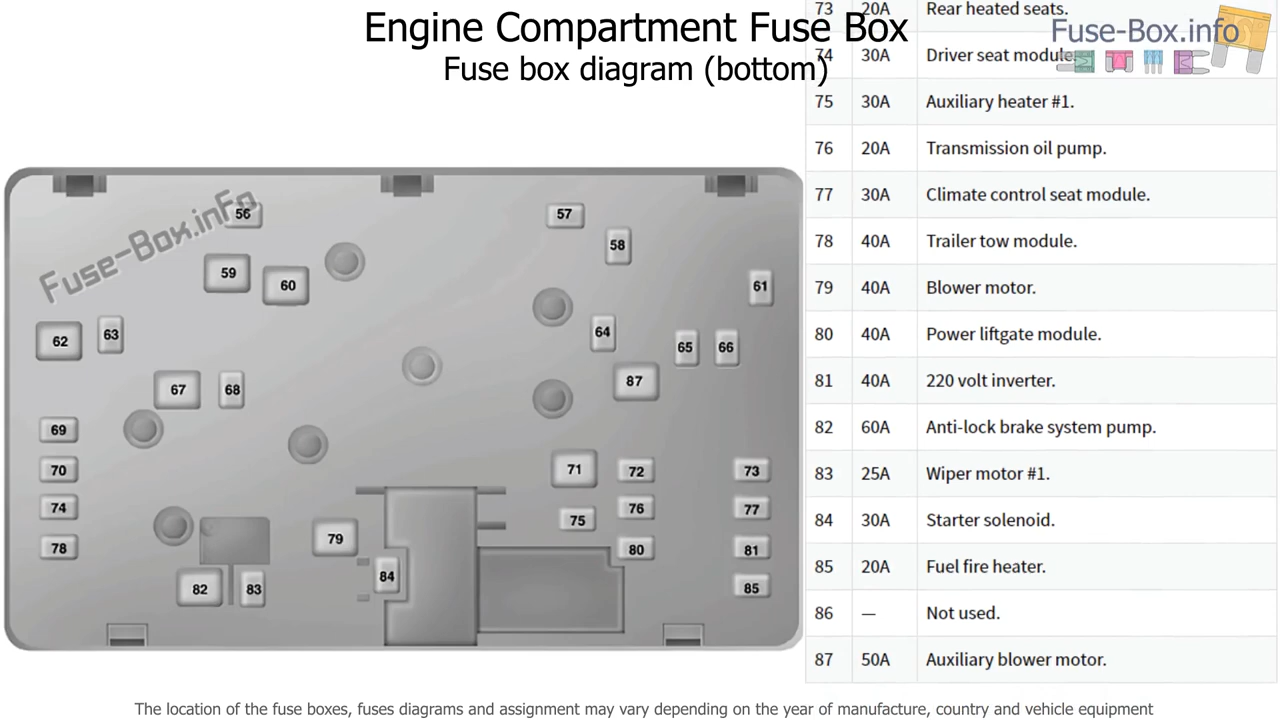 Engine Compartment Fuse Box
Fuse box diagram (bottom)
Fuse-Box.info
73 20A Rear heated seats.
74 30A Driver seat module.
75 30A Auxiliary heater #1.
76 20A Transmission oil pump.
77 30A Climate control seat module.
78 40A Trailer tow module.
79 40A Blower motor.
80 40A Power liftgate module.
81 40A 220 volt inverter.
82 60A Anti-lock brake system pump.
83 25A Wiper motor #1.
84 30A Starter solenoid.
85 20A Fuel fire heater.
86 — Not used.
87 50A Auxiliary blower motor.
Fuse-Box.info
56
57
58
59
60
61
62
63
64
65
66
67
68
87
69
70
71
72
73
74
75
76
77
78
79
80
81
82
83
84
85
The location of the fuse boxes, fuses diagrams and assignment may vary depending on the year of manufacture, country and vehicle equipment